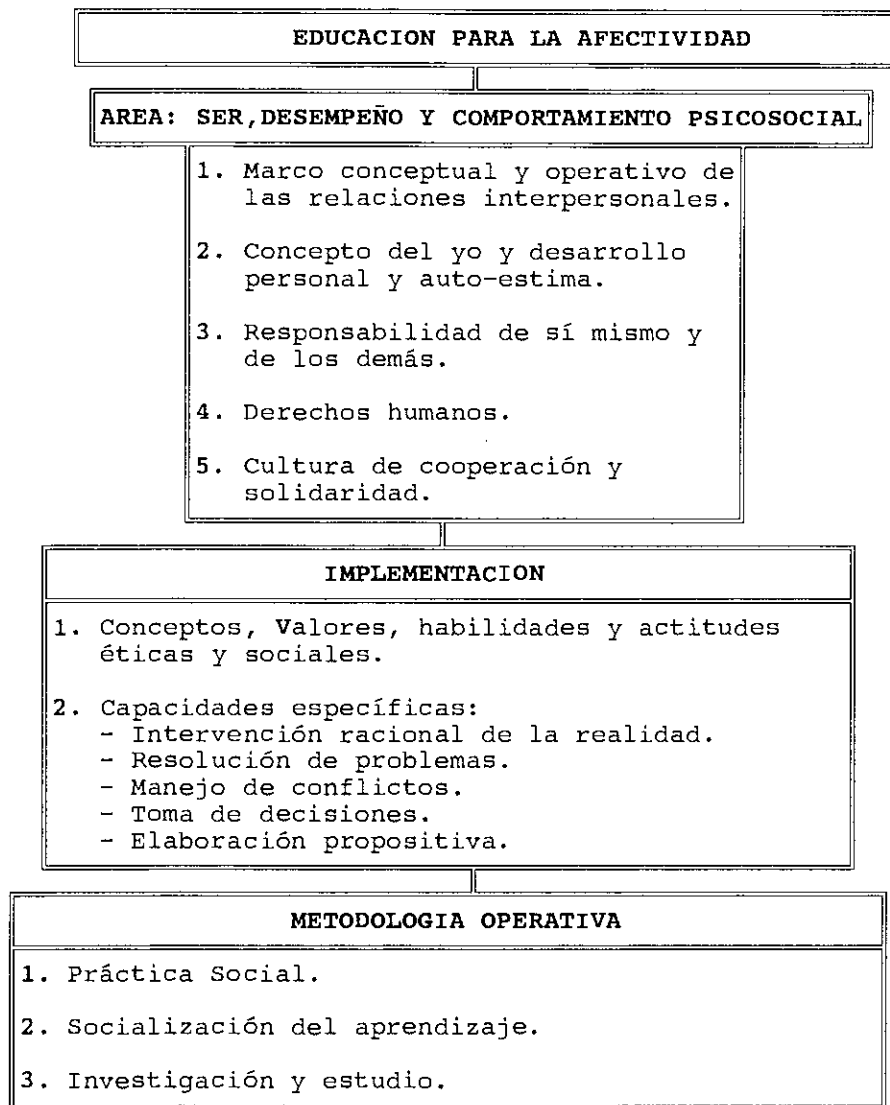 EDUCACION PARA LA AFECTIVIDAD
AREA: SER,DESEMPEÑO Y COMPORTAMIENTO PSICOSOCIAL
1. Marco conceptual y operativo de
las relaciones interpersonales.
2. Concepto del yo y desarrollo
personal y auto-estima.
3. Responsabilidad de sí mismo y
de los demás.
4. Derechos humanos.
5. Cultura de cooperación y
solidaridad.
IMPLEMENTACION
1. Conceptos, Valores, habilidades y actitudes
éticas y sociales.
2. Capacidades específicas:
- Intervención racional de la realidad.
- Resolución de problemas.
- Manejo de conflictos.
- Toma de decisiones.
- Elaboración propositiva.
METODOLOGIA OPERATIVA
1. Práctica Social.
2. Socialización del aprendizaje.
3. Investigación y estudio.